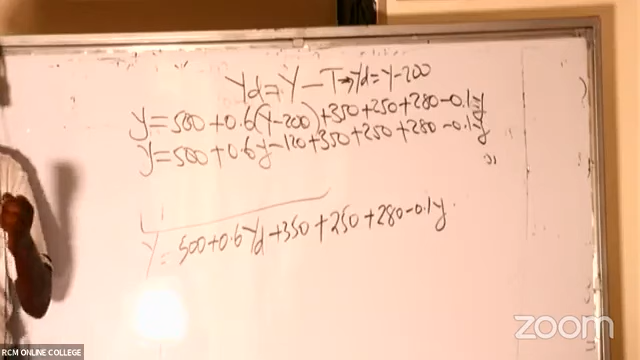 Yd = Y - T → Yd = Y - 200
y = 500 + 0.6(Y - 200) + 350 + 250 + 280 - 0.1y
y = 500 + 0.6y - 120 + 350 + 250 + 280 - 0.1y
Y = 500 + 0.6Yd + 350 + 250 + 280 - 0.1y
zoom
RCM ONLINE COLLEGE